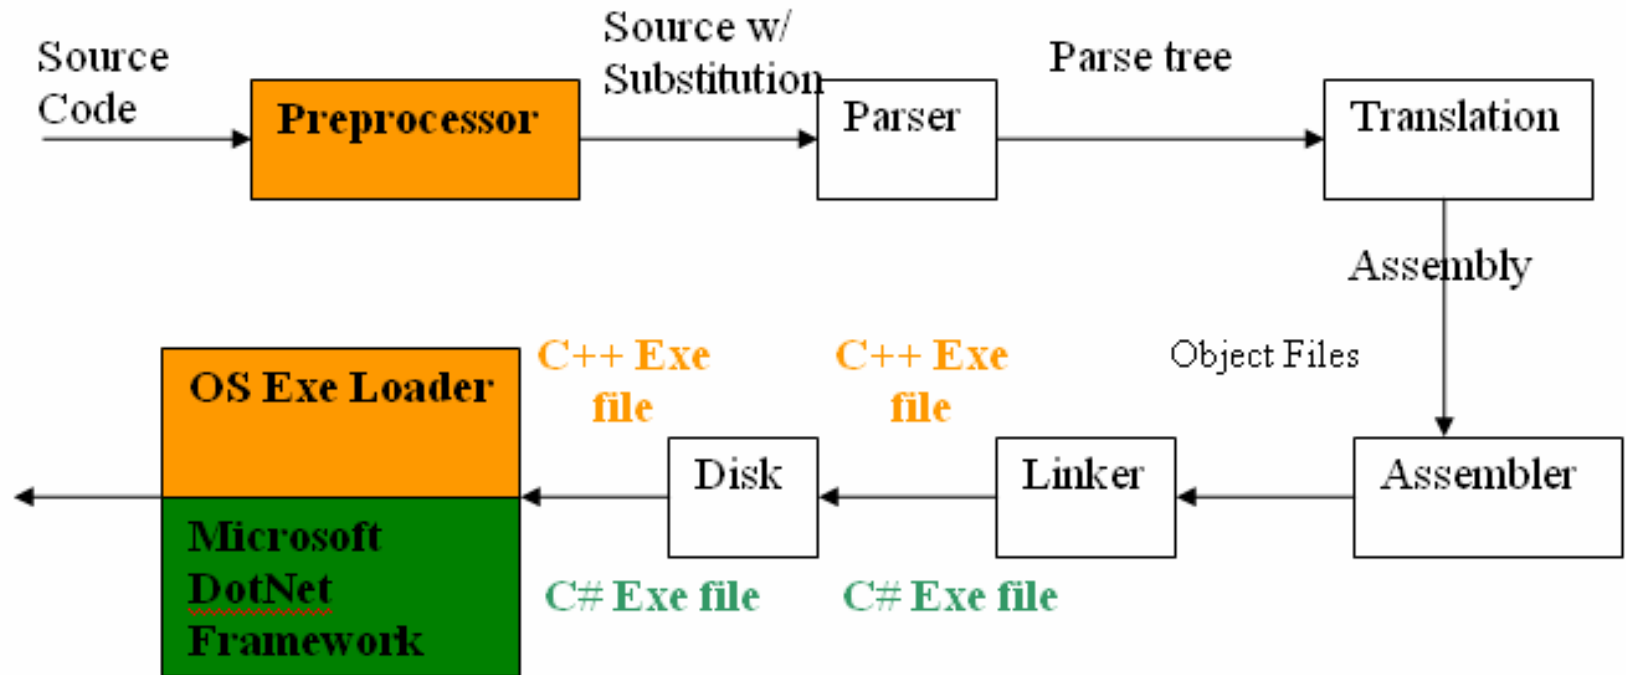 Source
Code
Preprocessor
Source w/
Substitution
Parser
Parse tree
Translation
Assembly
Object Files
Assembler
Linker
C++ Exe
file
C# Exe file
Disk
C++ Exe
file
C# Exe file
OS Exe Loader
Microsoft
DotNet
Framework